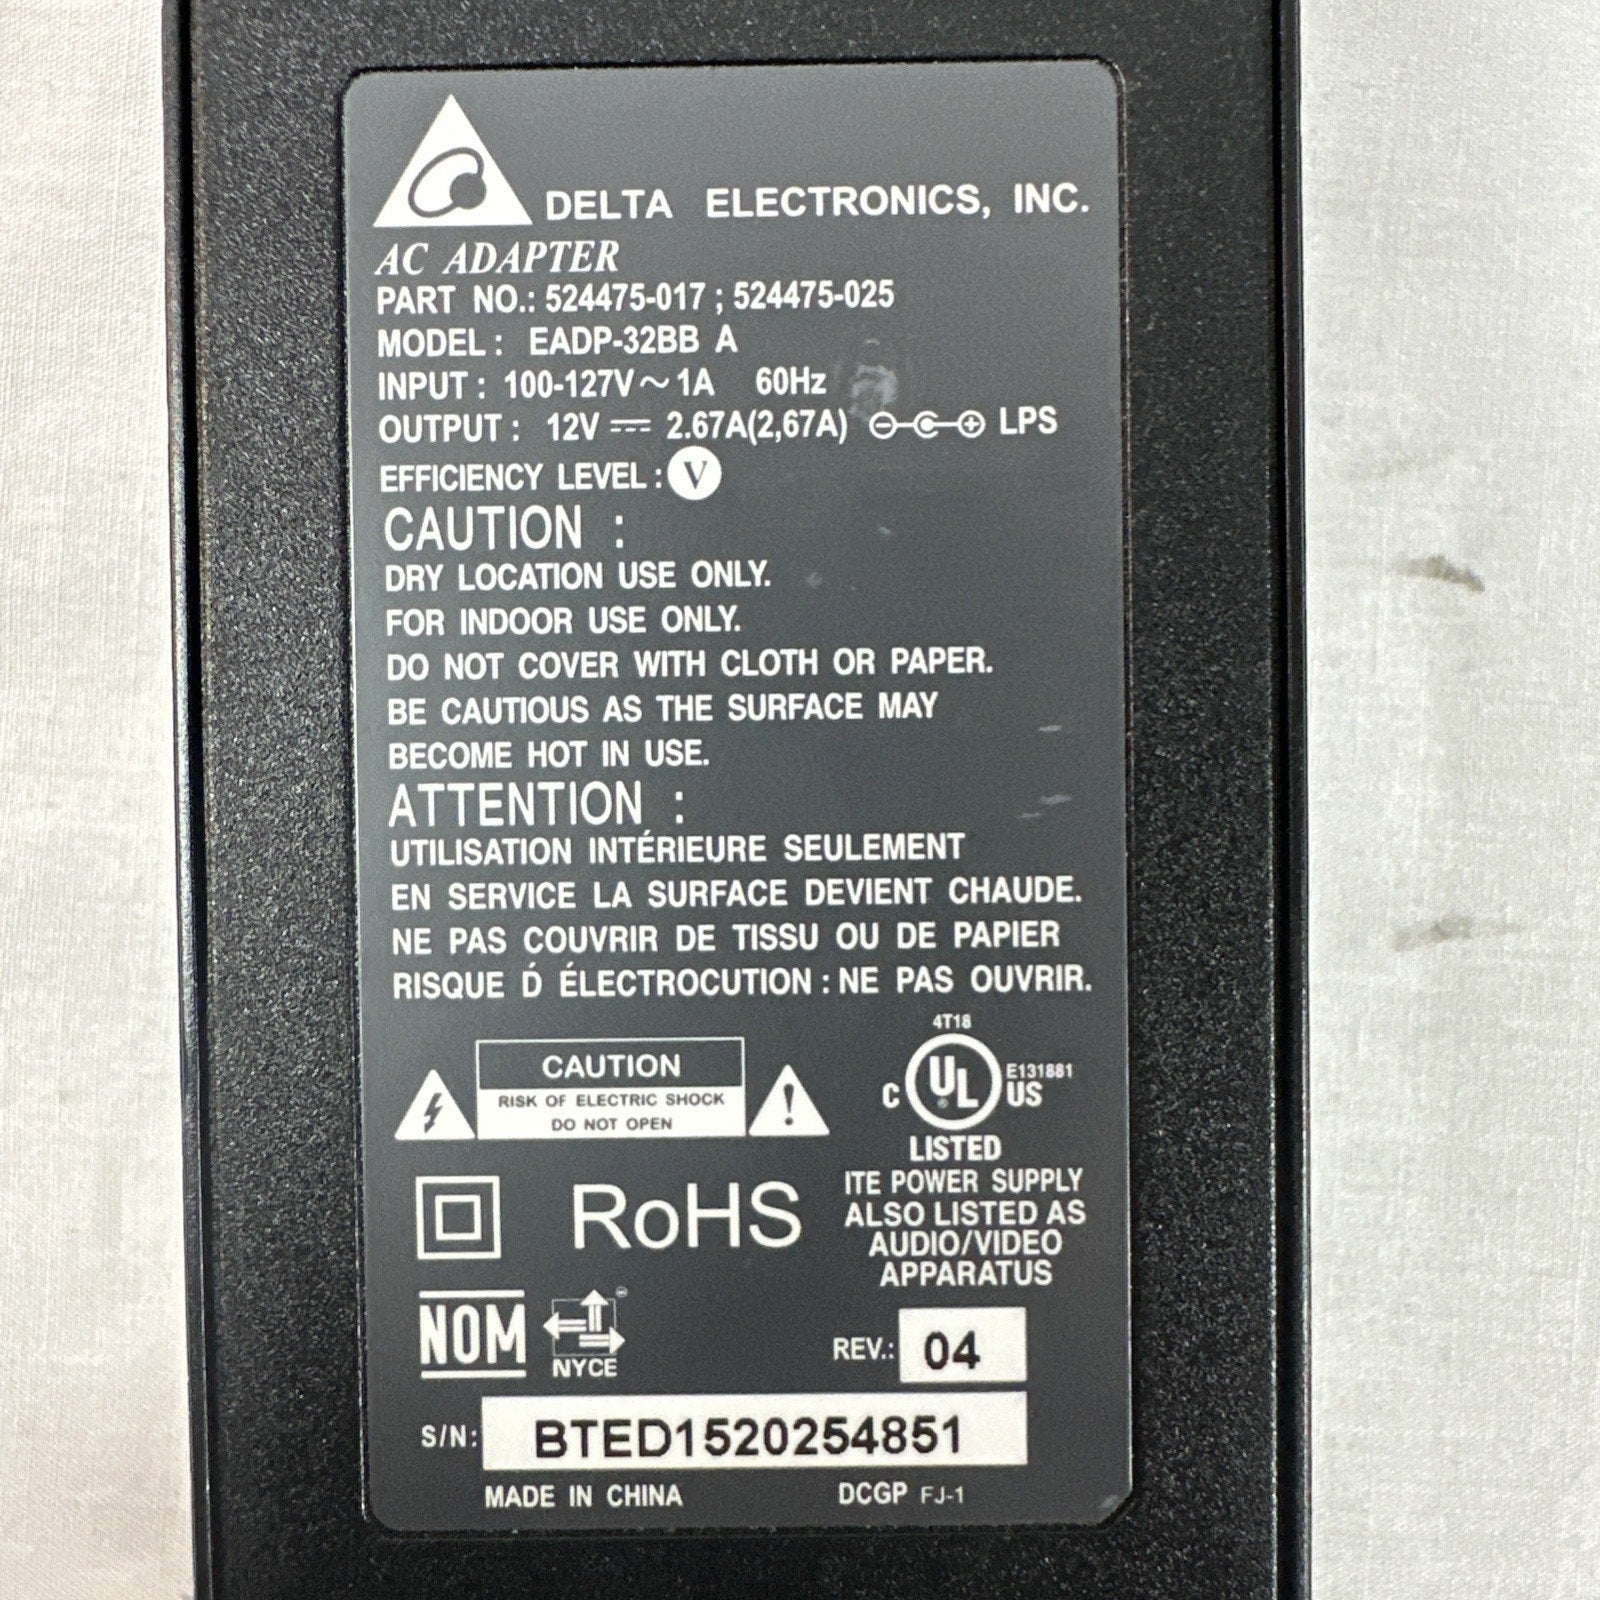 DELTA ELECTRONICS, INC.
AC ADAPTER
PART NO.: 524475-017 ; 524475-025
MODEL : EADP-32BB A
INPUT : 100-127V ~ 1A 60Hz
OUTPUT : 12V ⎓ 2.67A(2,67A) LPS
EFFICIENCY LEVEL : V
CAUTION :
DRY LOCATION USE ONLY.
FOR INDOOR USE ONLY.
DO NOT COVER WITH CLOTH OR PAPER.
BE CAUTIOUS AS THE SURFACE MAY
BECOME HOT IN USE.
ATTENTION :
UTILISATION INTÉRIEURE SEULEMENT
EN SERVICE LA SURFACE DEVIENT CHAUDE.
NE PAS COUVRIR DE TISSU OU DE PAPIER
RISQUE D́ ÉLECTROCUTION : NE PAS OUVRIR.
CAUTION
RISK OF ELECTRIC SHOCK
DO NOT OPEN
4T18
C UL ® US E131881
LISTED
ITE POWER SUPPLY
ALSO LISTED AS
AUDIO/VIDEO
APPARATUS
RoHS
NOM
NYCE
REV.: 04
S/N: BTED1520254851
MADE IN CHINA DCGP FJ-1